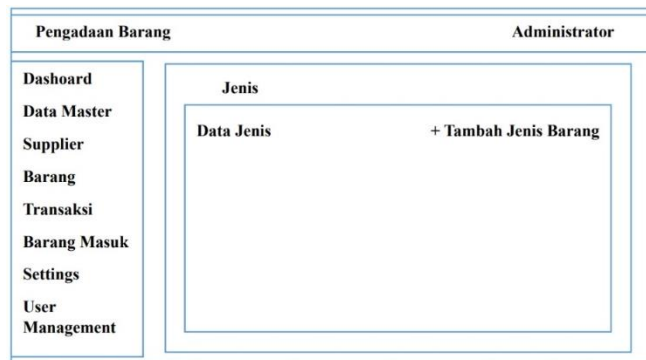 Pengadaan Barang
Administrator
Dashoard
Data Master
Supplier
Barang
Transaksi
Barang Masuk
Settings
User
Management
Jenis
Data Jenis
+ Tambah Jenis Barang